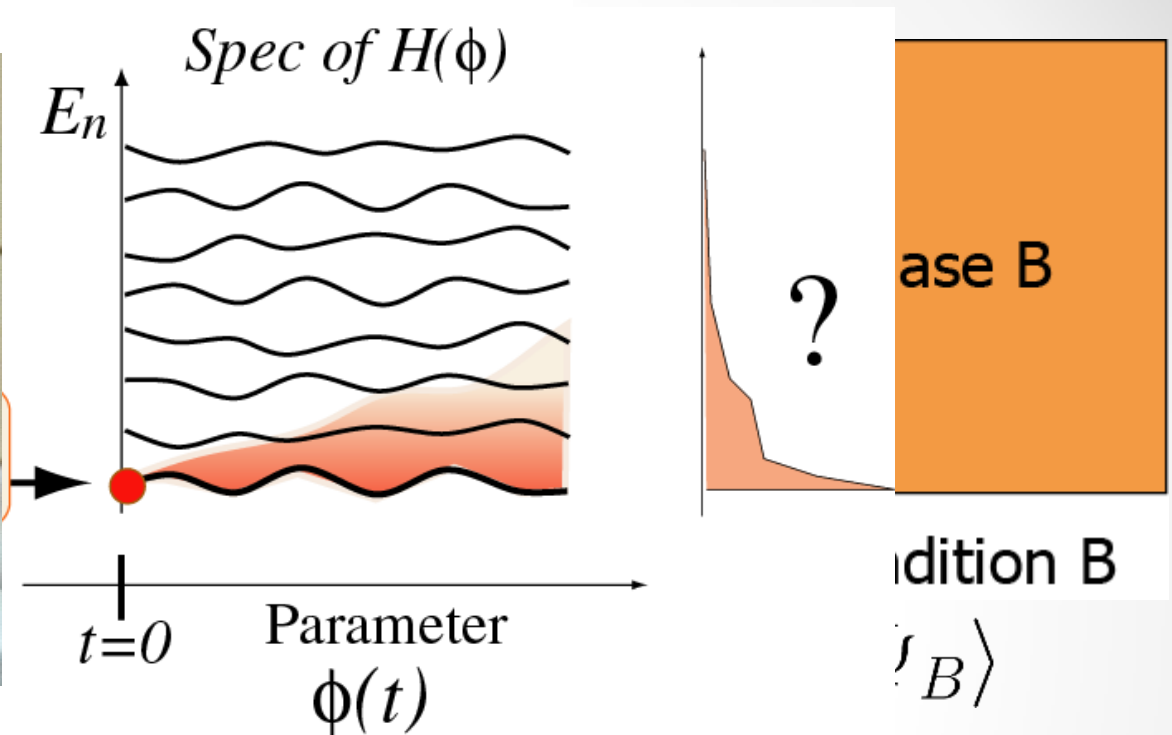 Spec of H(ϕ)
Eₙ
?
ase B
dition B
t=0
Parameter
ϕ(t)
B⟩